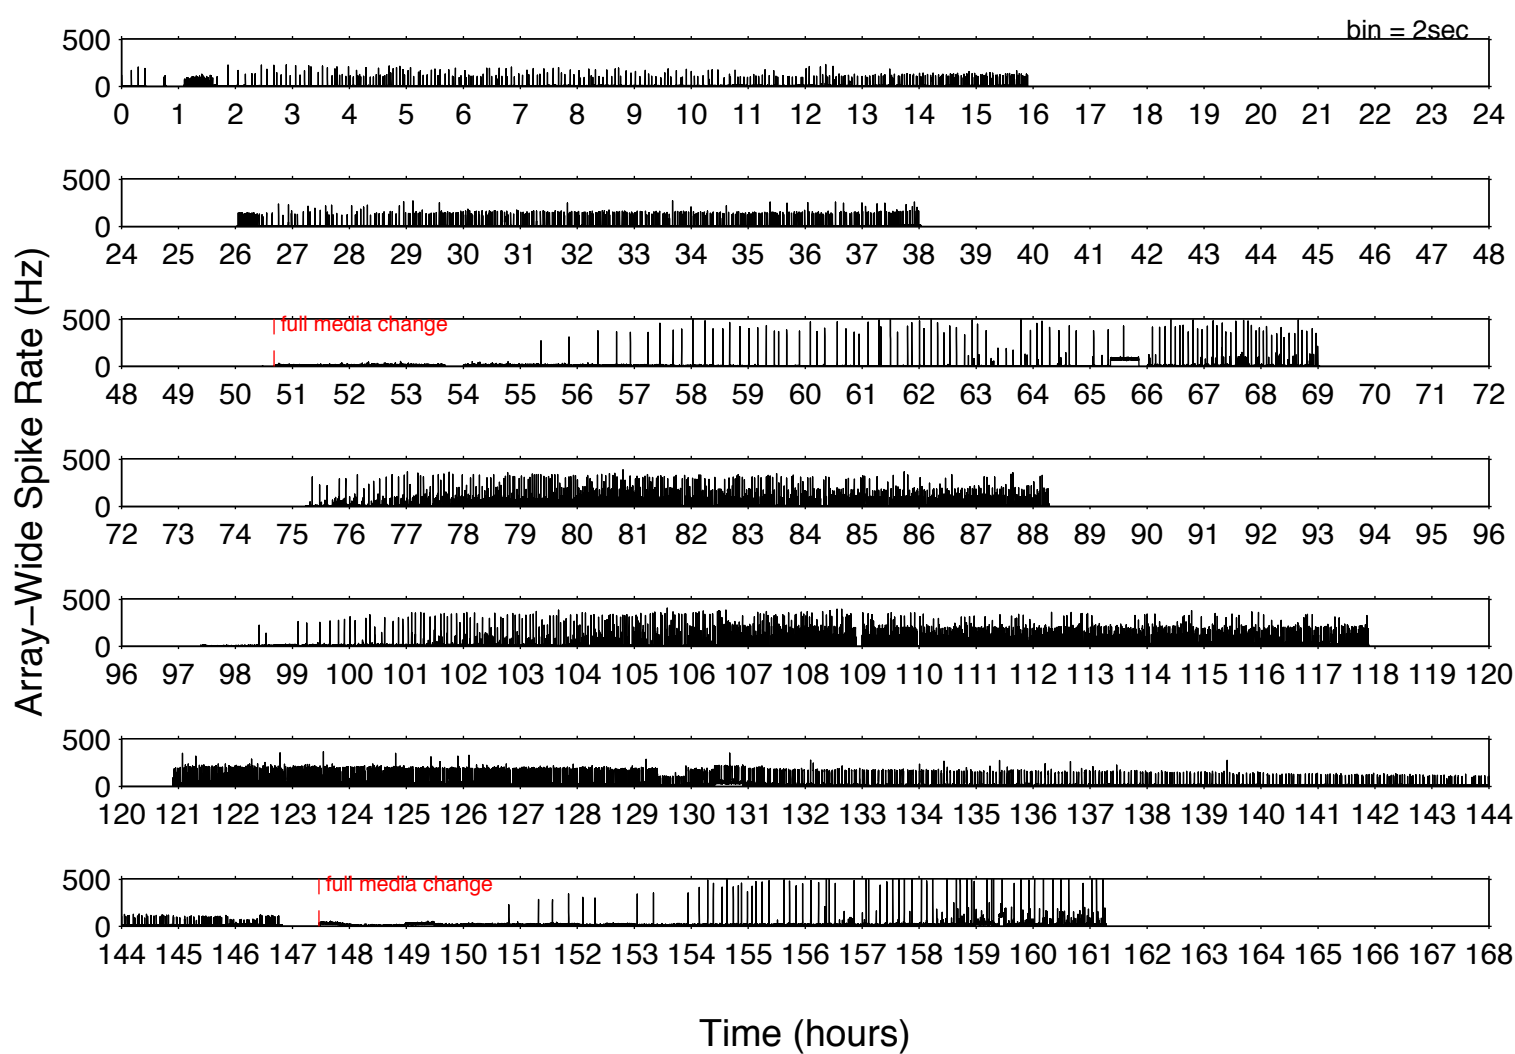 bin = 2sec
500
0
0 1 2 3 4 5 6 7 8 9 10 11 12 13 14 15 16 17 18 19 20 21 22 23 24
500
0
24 25 26 27 28 29 30 31 32 33 34 35 36 37 38 39 40 41 42 43 44 45 46 47 48
Array-Wide Spike Rate (Hz)
500
full media change
0
48 49 50 51 52 53 54 55 56 57 58 59 60 61 62 63 64 65 66 67 68 69 70 71 72
500
0
72 73 74 75 76 77 78 79 80 81 82 83 84 85 86 87 88 89 90 91 92 93 94 95 96
500
0
96 97 98 99 100 101 102 103 104 105 106 107 108 109 110 111 112 113 114 115 116 117 118 119 120
500
0
120 121 122 123 124 125 126 127 128 129 130 131 132 133 134 135 136 137 138 139 140 141 142 143 144
500
full media change
0
144 145 146 147 148 149 150 151 152 153 154 155 156 157 158 159 160 161 162 163 164 165 166 167 168
Time (hours)